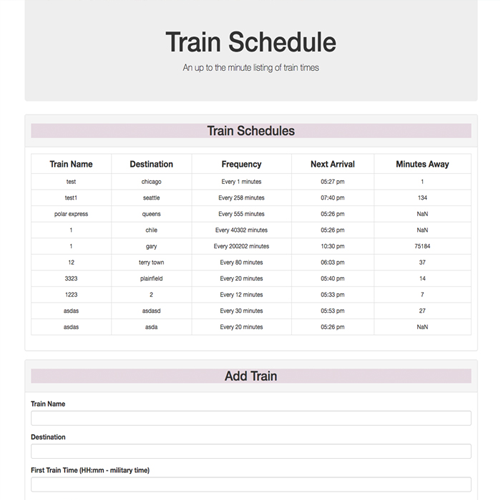 Train Schedule
An up to the minute listing of train times
Train Schedules
Train Name Destination Frequency Next Arrival Minutes Away
test chicago Every 1 minutes 05:27 pm 1
test1 seattle Every 258 minutes 07:40 pm 134
polar express queens Every 555 minutes 05:26 pm NaN
1 chile Every 40302 minutes 05:26 pm NaN
1 gary Every 200202 minutes 10:30 pm 75184
12 terry town Every 80 minutes 06:03 pm 37
3323 plainfield Every 20 minutes 05:40 pm 14
1223 2 Every 12 minutes 05:33 pm 7
asdas asdasd Every 30 minutes 05:53 pm 27
asdas asda Every 20 minutes 05:26 pm NaN
Add Train
Train Name
Destination
First Train Time (HH:mm - military time)